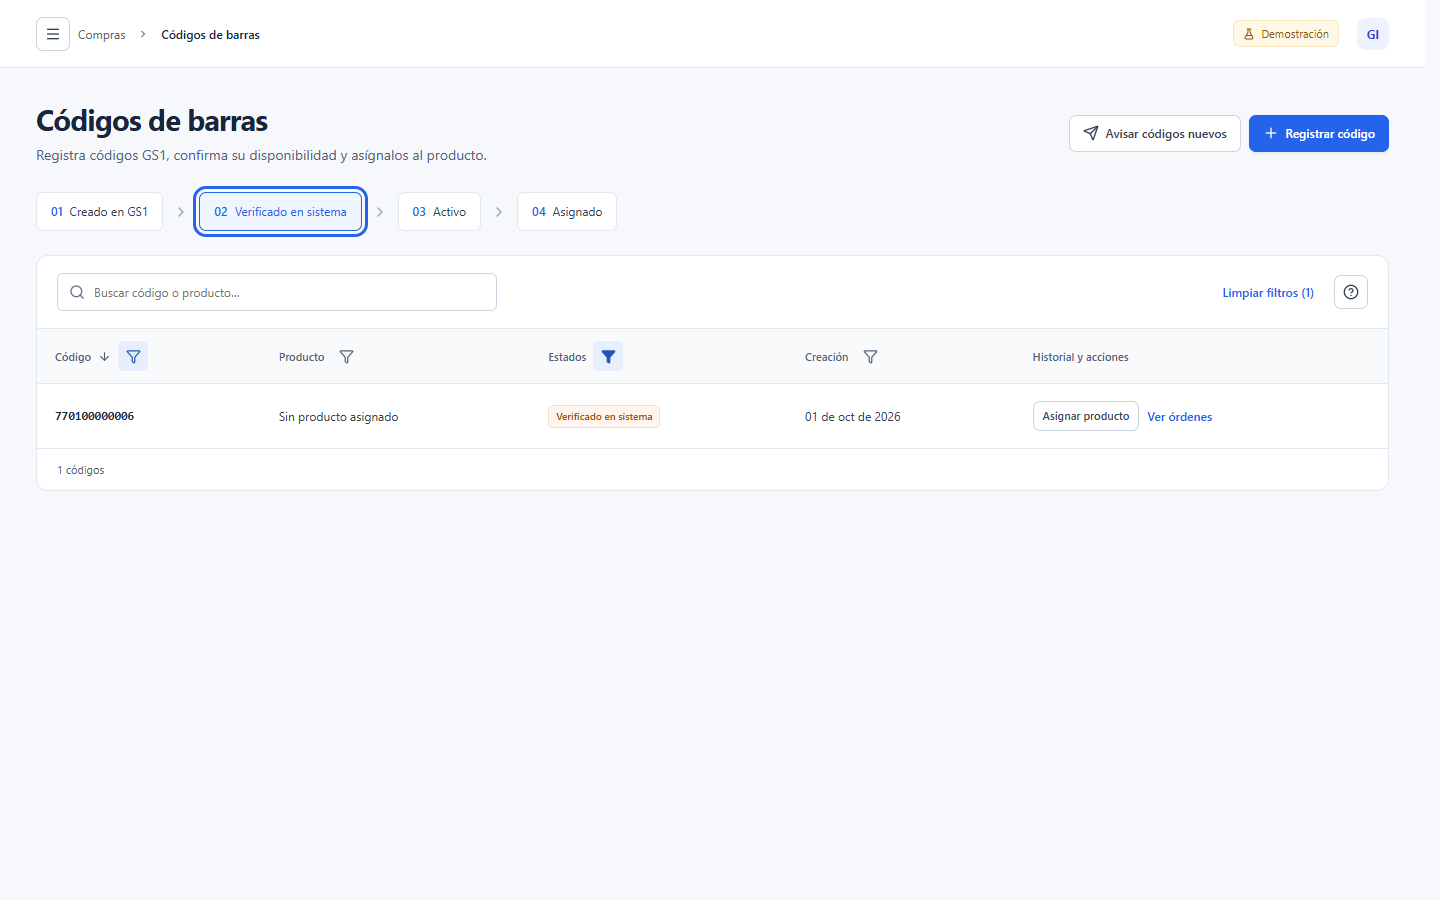 Compras > Códigos de barras
Demostración
GI
Códigos de barras
Registra códigos GS1, confirma su disponibilidad y asígnalos al producto.
Avisar códigos nuevos
Registrar código
01 Creado en GS1
02 Verificado en sistema
03 Activo
04 Asignado
Buscar código o producto...
Limpiar filtros (1)
Código Producto Estados Creación Historial y acciones
770100000006 Sin producto asignado Verificado en sistema 01 de oct de 2026 Asignar producto Ver órdenes
1 códigos